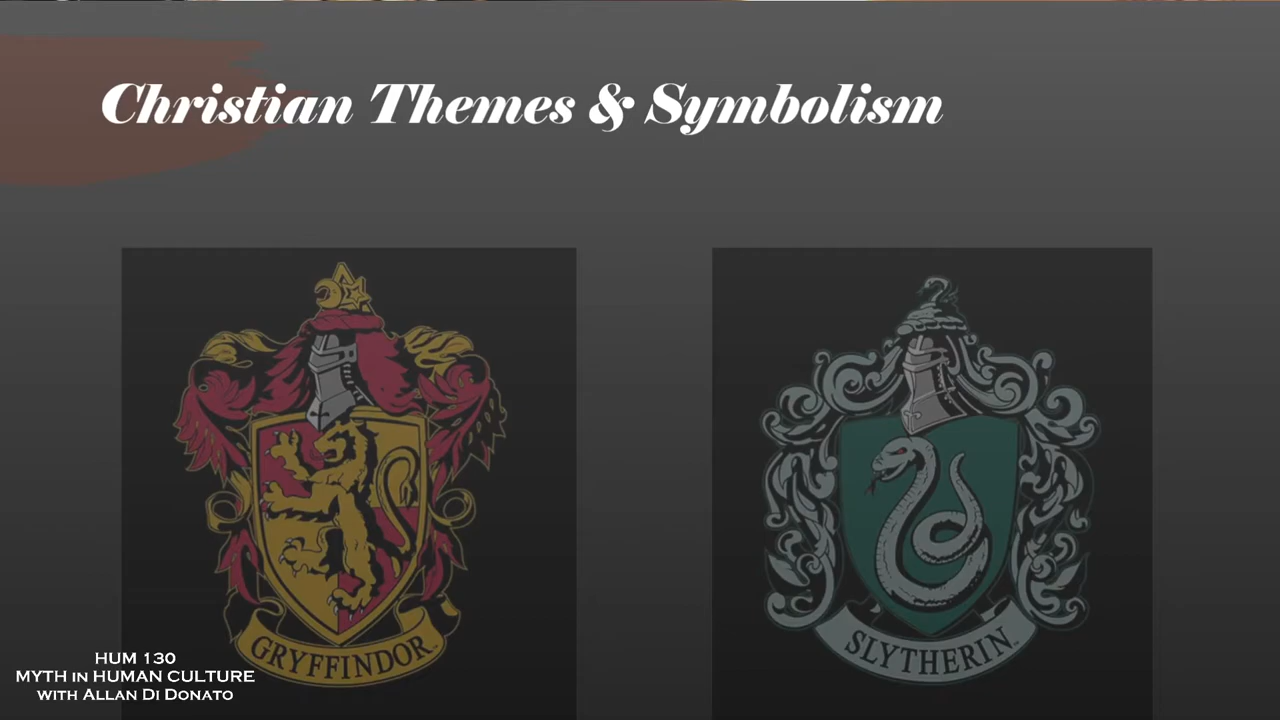 Christian Themes & Symbolism
GRYFFINDOR
SLYTHERIN
HUM 130
MYTH in HUMAN CULTURE
WITH ALLAN DI DONATO